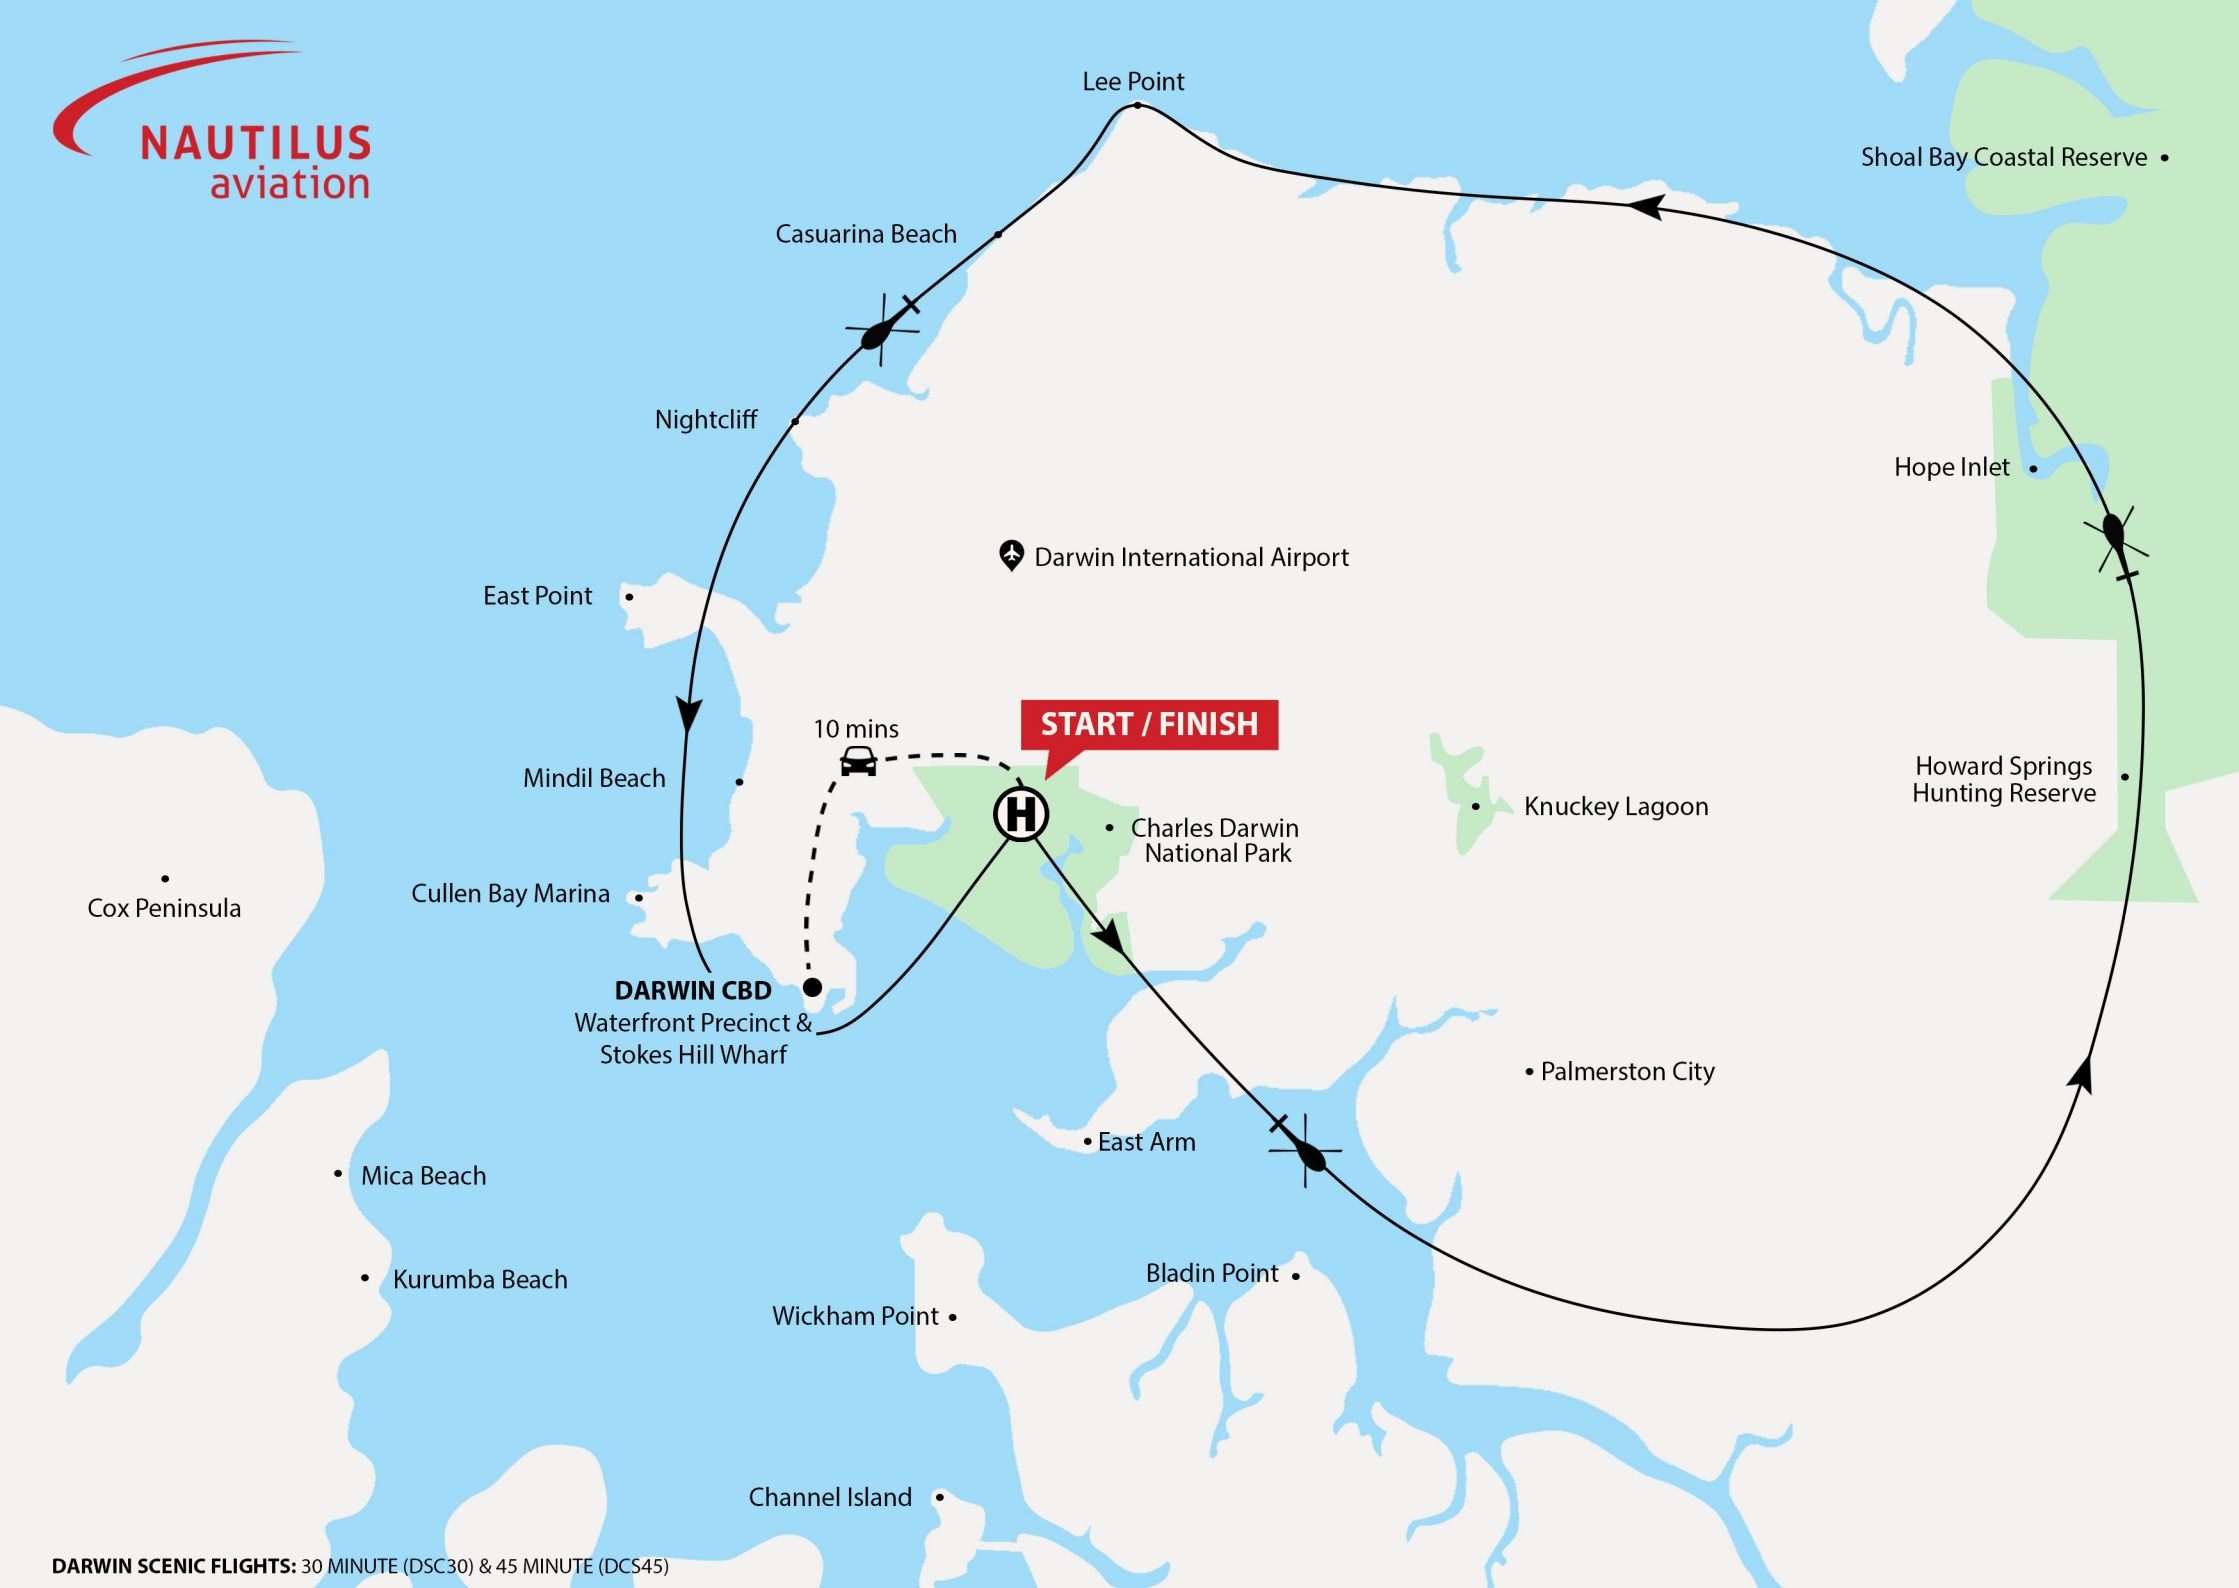 NAUTILUS
aviation
Lee Point
Shoal Bay Coastal Reserve
Casuarina Beach
Nightcliff
Hope Inlet
Darwin International Airport
East Point
START / FINISH
10 mins
Mindil Beach
Howard Springs
Hunting Reserve
Knuckey Lagoon
H
Charles Darwin
National Park
Cullen Bay Marina
Cox Peninsula
DARWIN CBD
Waterfront Precinct &
Stokes Hill Wharf
Palmerston City
East Arm
Mica Beach
Bladin Point
Kurumba Beach
Wickham Point
Channel Island
DARWIN SCENIC FLIGHTS: 30 MINUTE (DSC30) & 45 MINUTE (DCS45)